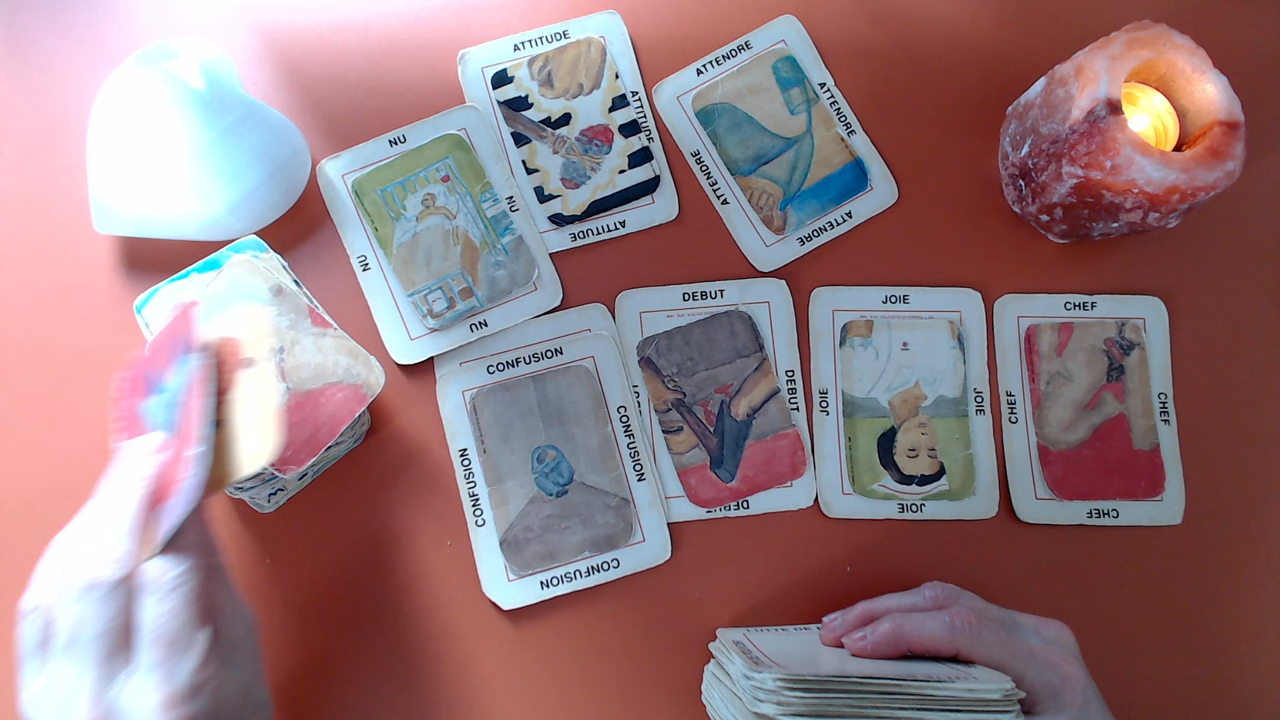 ATTITUDE
ATTITUDE
ATTITUDE
ATTENDRE
ATTENDRE
ATTENDRE
ATTENDRE
NU
NU
NU
NU
CONFUSION
CONFUSION
CONFUSION
CONFUSION
DEBUT
DEBUT
DEBUT
JOIE
JOIE
JOIE
JOIE
CHEF
CHEF
CHEF
CHEF